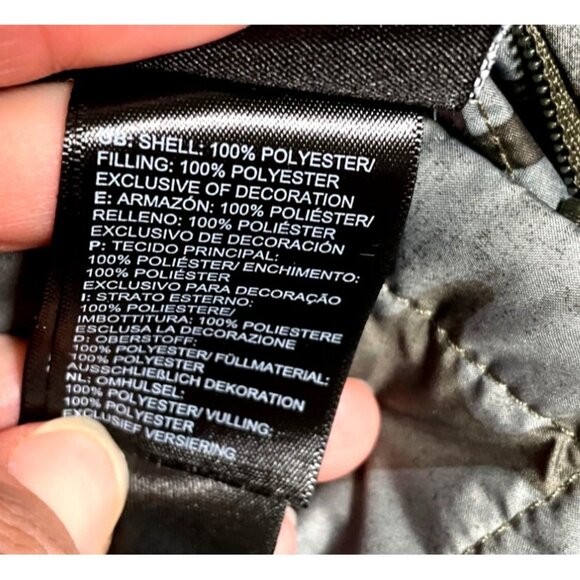 GB: SHELL: 100% POLYESTER/
FILLING: 100% POLYESTER
EXCLUSIVE OF DECORATION
E: ARMAZÓN: 100% POLIÉSTER/
RELLENO: 100% POLIÉSTER
EXCLUSIVO DE DECORACIÓN
P: TECIDO PRINCIPAL:
100% POLIÉSTER/ ENCHIMENTO:
100% POLIÉSTER
EXCLUSIVO PARA DECORAÇÃO
I: STRATO ESTERNO:
100% POLIESTERE/
IMBOTTITURA: 100% POLIESTERE
ESCLUSA LA DECORAZIONE
D: OBERSTOFF:
100% POLYESTER/ FÜLLMATERIAL:
100% POLYESTER
AUSSCHLIEßLICH DEKORATION
NL: OMHULSEL:
100% POLYESTER/ VULLING:
100% POLYESTER
EXCLUSIEF VERSIERING